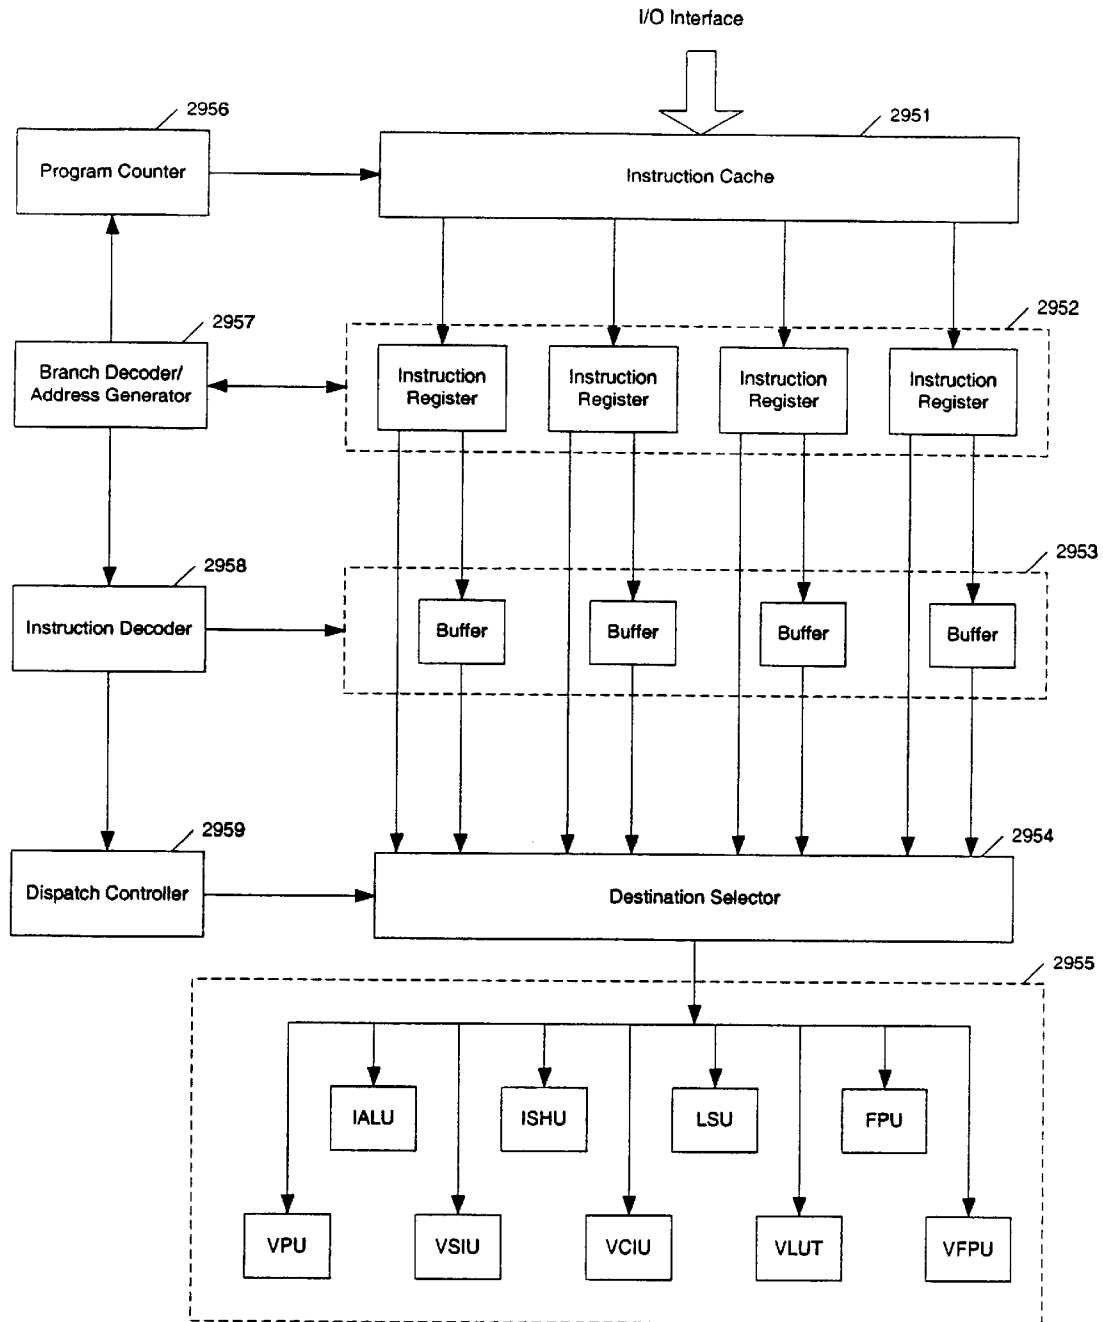 I/O Interface
2956
2951
Program Counter
Instruction Cache
2957
2952
Branch Decoder/
Address Generator
Instruction
Register
Instruction
Register
Instruction
Register
Instruction
Register
2958
2953
Instruction Decoder
Buffer
Buffer
Buffer
Buffer
2959
2954
Dispatch Controller
Destination Selector
2955
IALU
ISHU
LSU
FPU
VPU
VSIU
VCIU
VLUT
VFPU